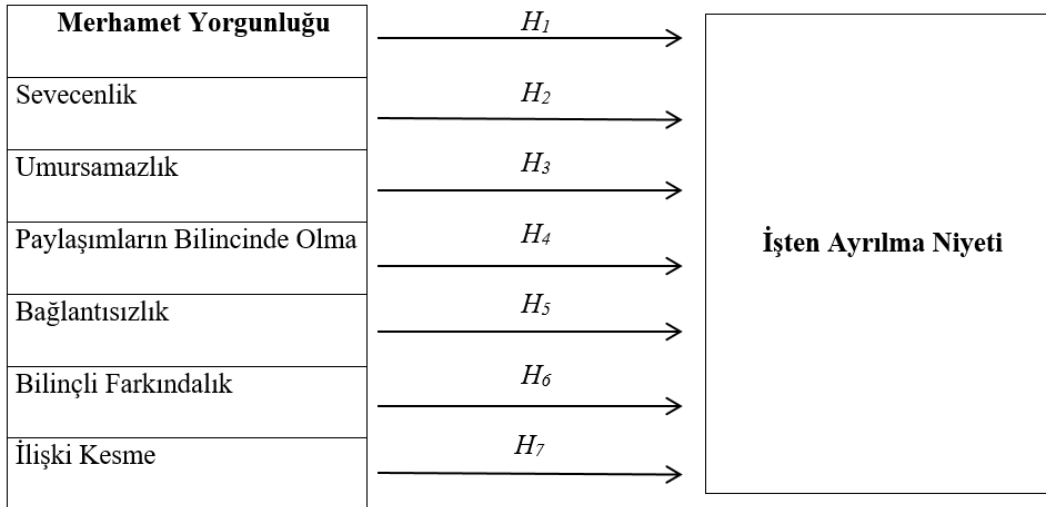 Merhamet Yorgunluğu
H1
Sevecenlik
H2
Umursamazlık
H3
Paylaşımların Bilincinde Olma
H4
İşten Ayrılma Niyeti
Bağlantısızlık
H5
Bilinçli Farkındalık
H6
İlişki Kesme
H7